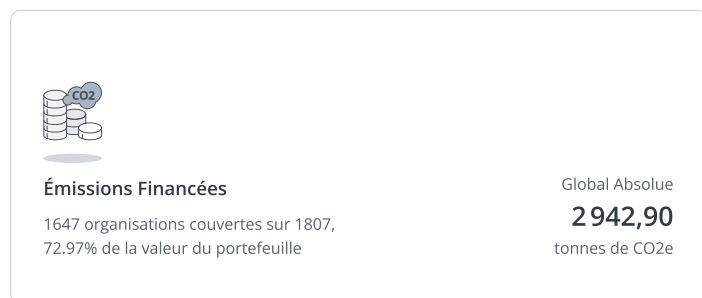 CO2
Émissions Financées
1647 organisations couvertes sur 1807,
72.97% de la valeur du portefeuille
Global Absolue
2 942,90
tonnes de CO2e